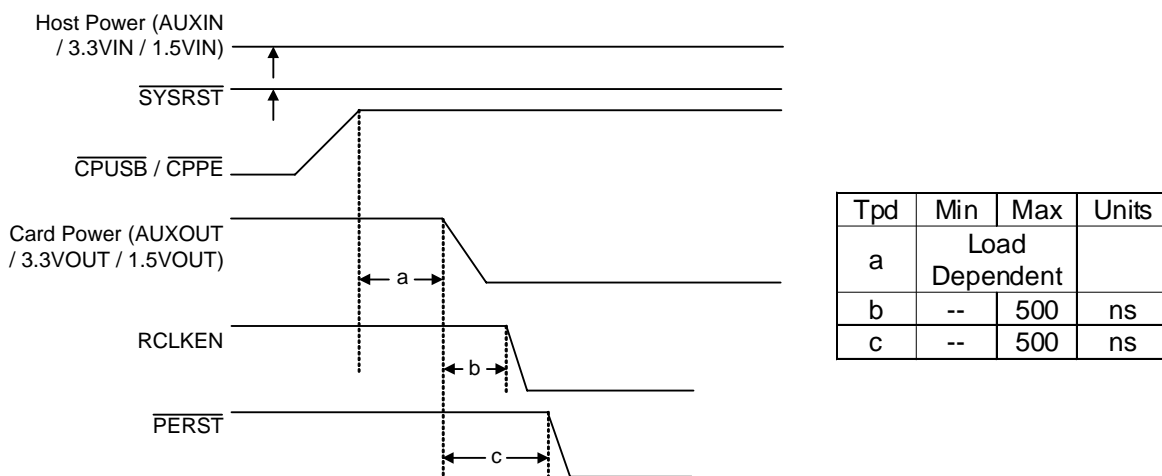 Host Power (AUXIN
/ 3.3VIN / 1.5VIN)
SYSRST
CPUSB / CPPE
Card Power (AUXOUT
/ 3.3VOUT / 1.5VOUT)
a
RCLKEN
b
PERST
c
Tpd Min Max Units
a Load
Dependent
b -- 500 ns
c -- 500 ns